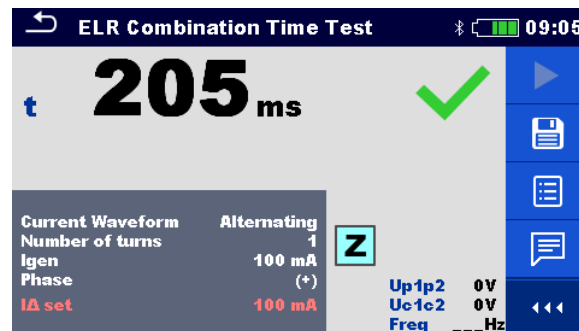 ELR Combination Time Test 09:05
t 205 ms
Current Waveform Alternating
Number of turns 1
Igen 100 mA
Phase (+)
IΔ set 100 mA
Z
Up1p2 0V
Uc1c2 0V
Freq ___Hz